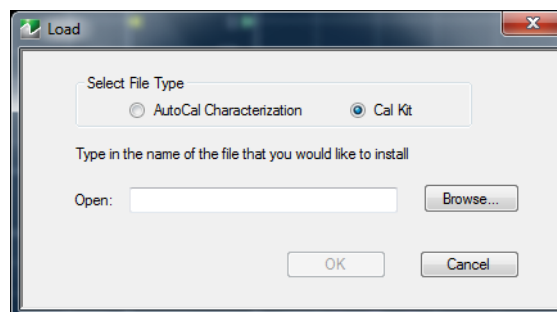 Load
Select File Type
AutoCal Characterization Cal Kit
Type in the name of the file that you would like to install
Open: Browse...
OK Cancel